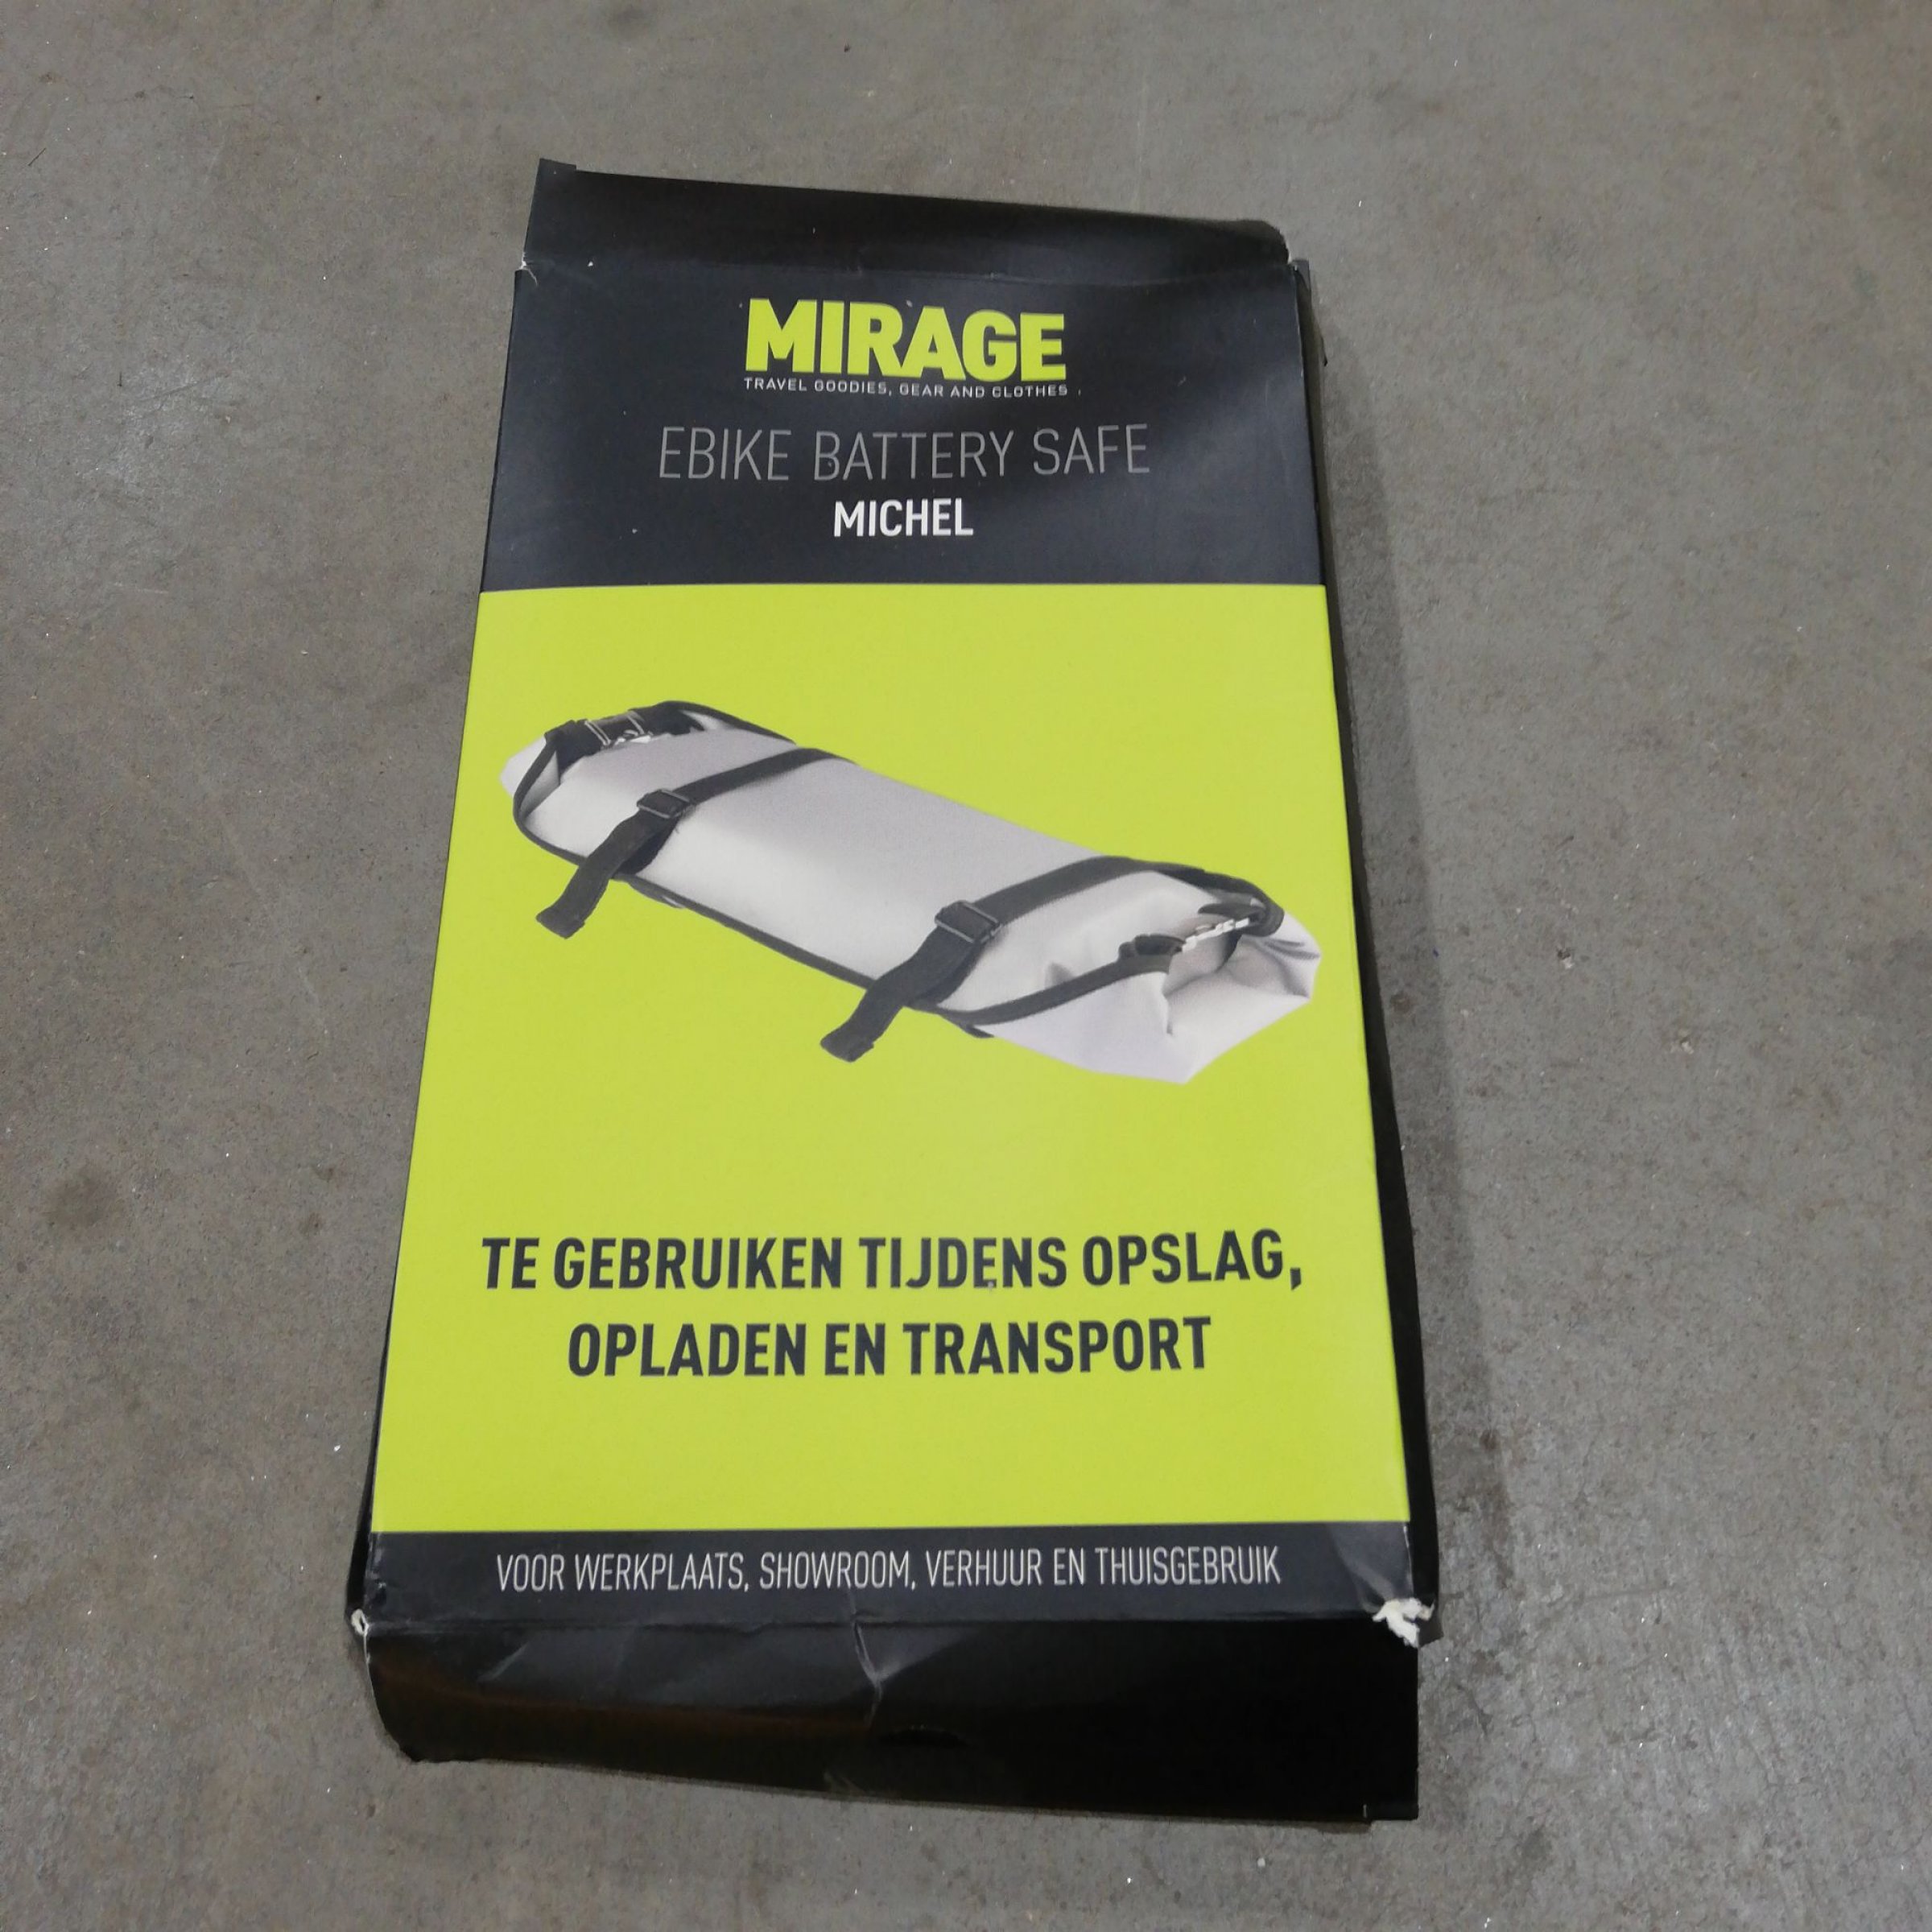 MIRAGE
TRAVEL GOODIES, GEAR AND CLOTHES
EBIKE BATTERY SAFE
MICHEL
TE GEBRUIKEN TIJDENS OPSLAG,
OPLADEN EN TRANSPORT
VOOR WERKPLAATS, SHOWROOM, VERHUUR EN THUISGEBRUIK